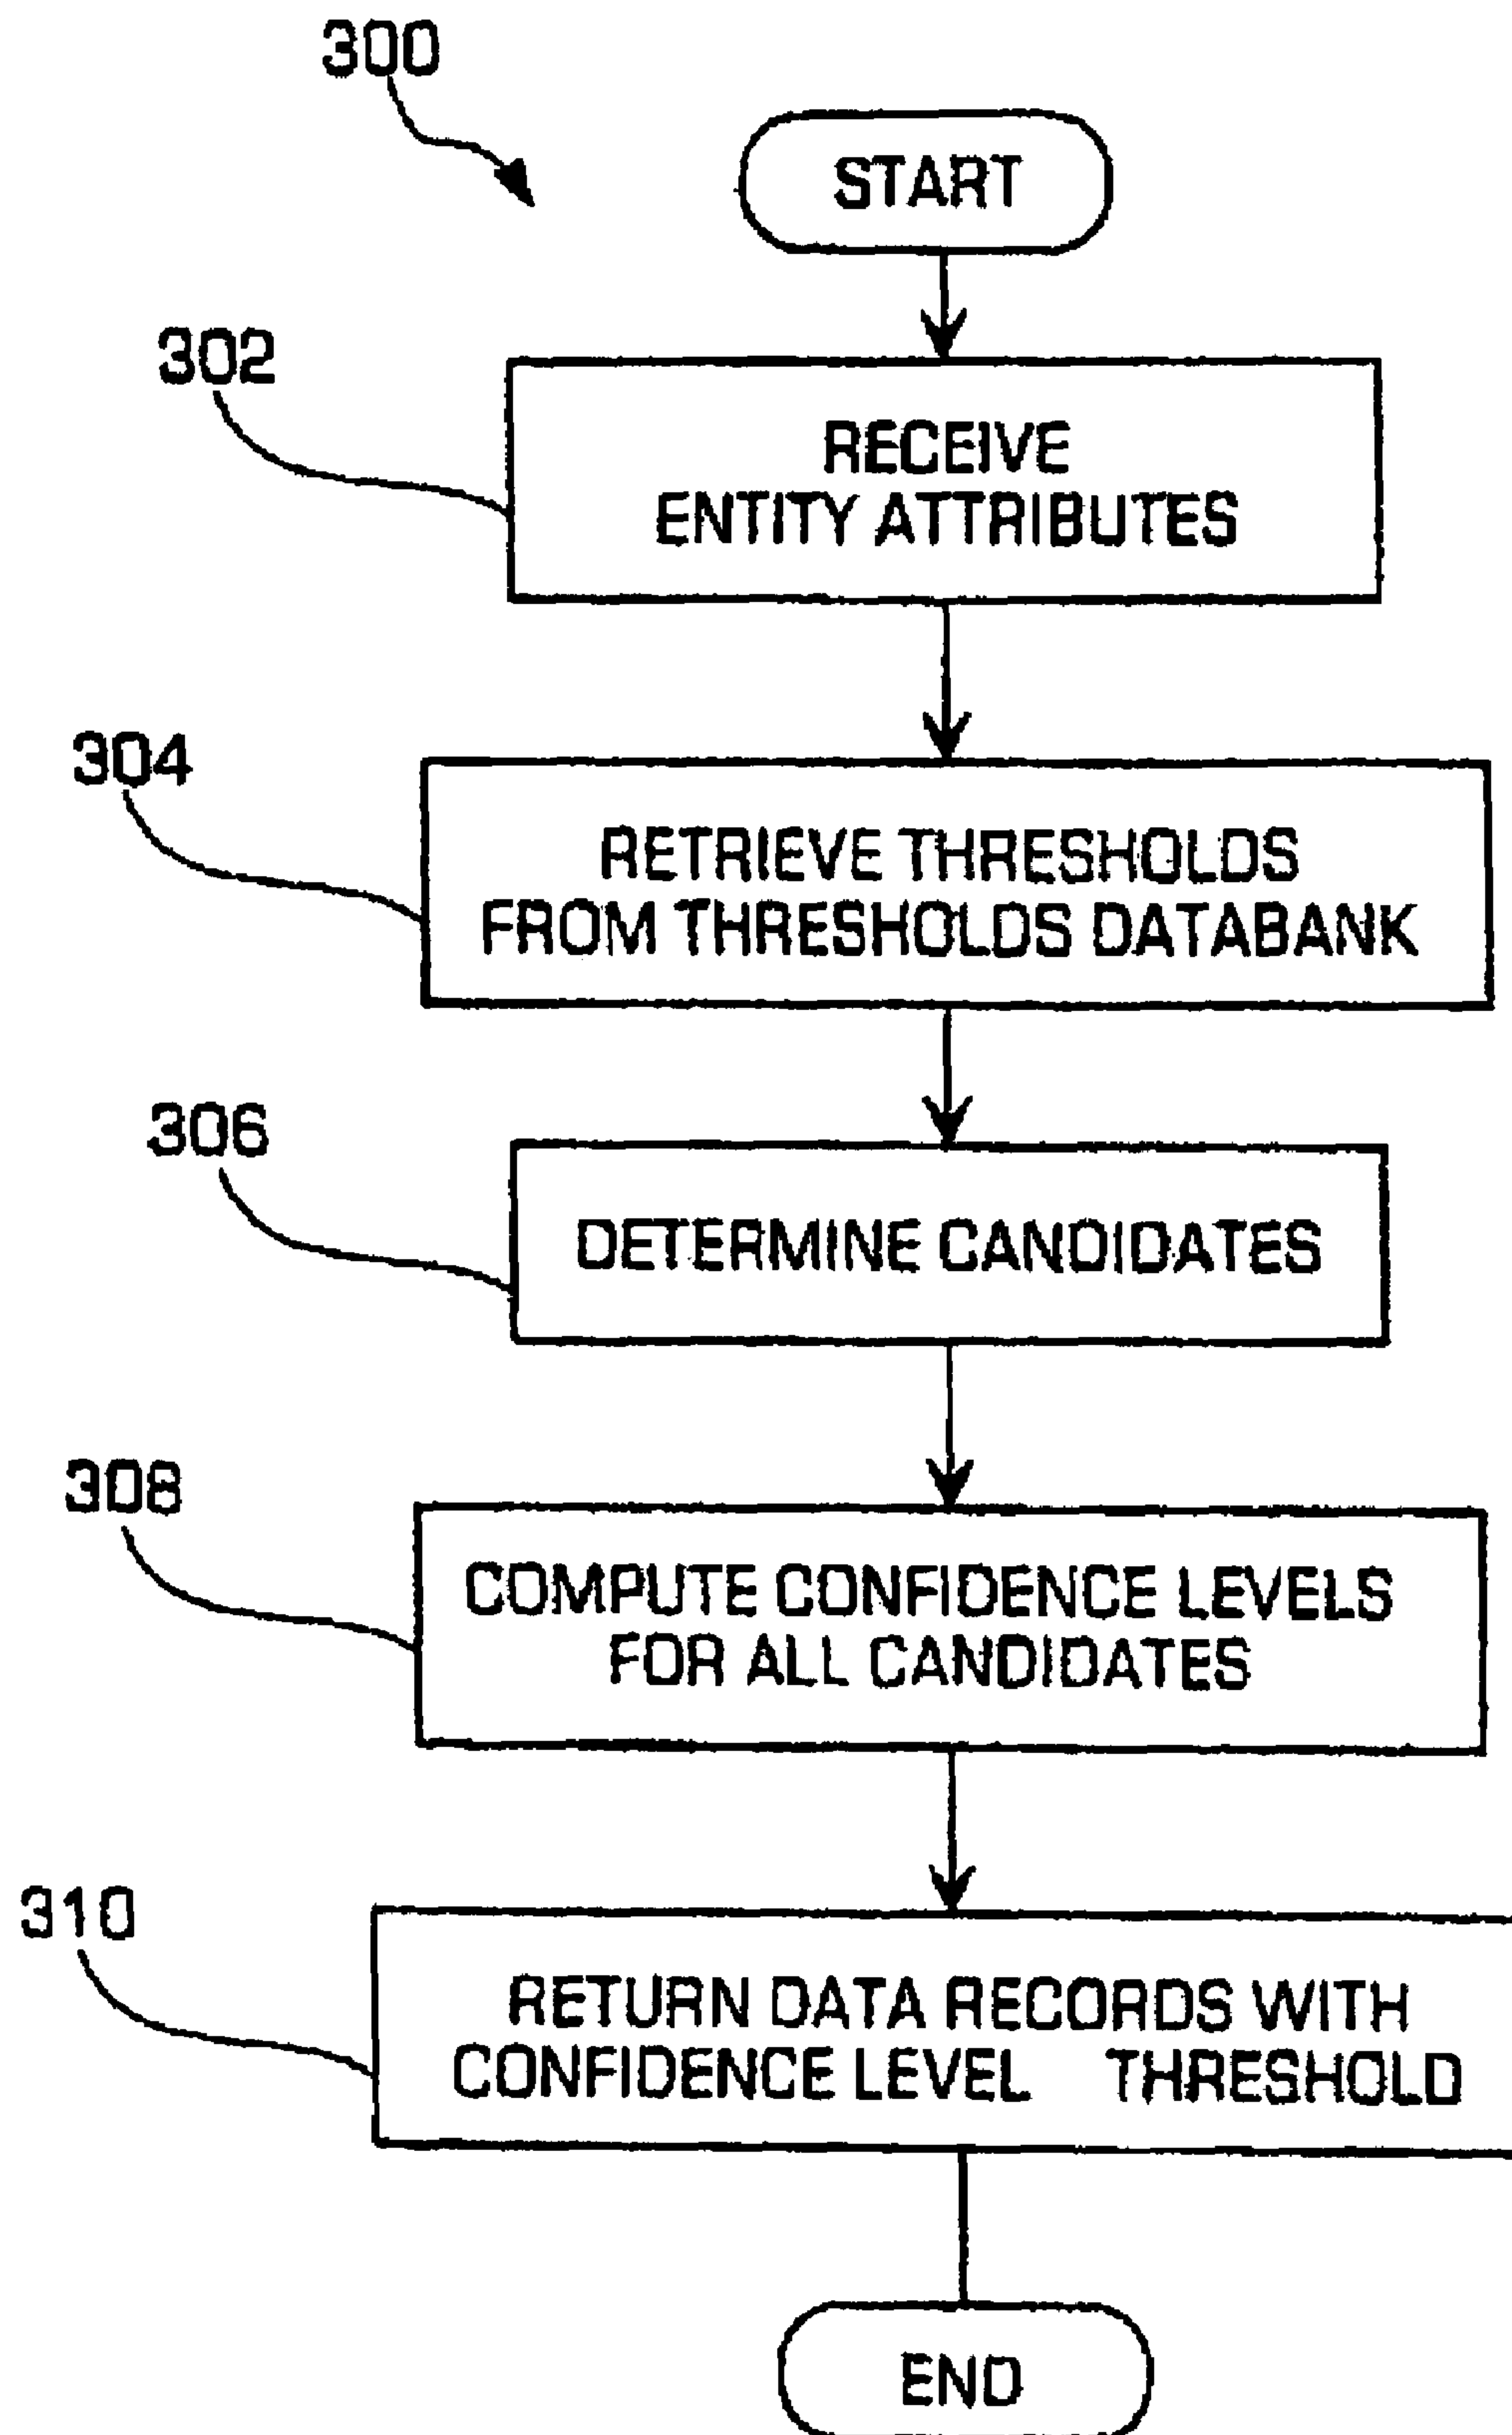 300
START
302
RECEIVE
ENTITY ATTRIBUTES
304
RETRIEVE THRESHOLDS
FROM THRESHOLDS DATABANK
306
DETERMINE CANDIDATES
308
COMPUTE CONFIDENCE LEVELS
FOR ALL CANDIDATES
310
RETURN DATA RECORDS WITH
CONFIDENCE LEVEL THRESHOLD
END